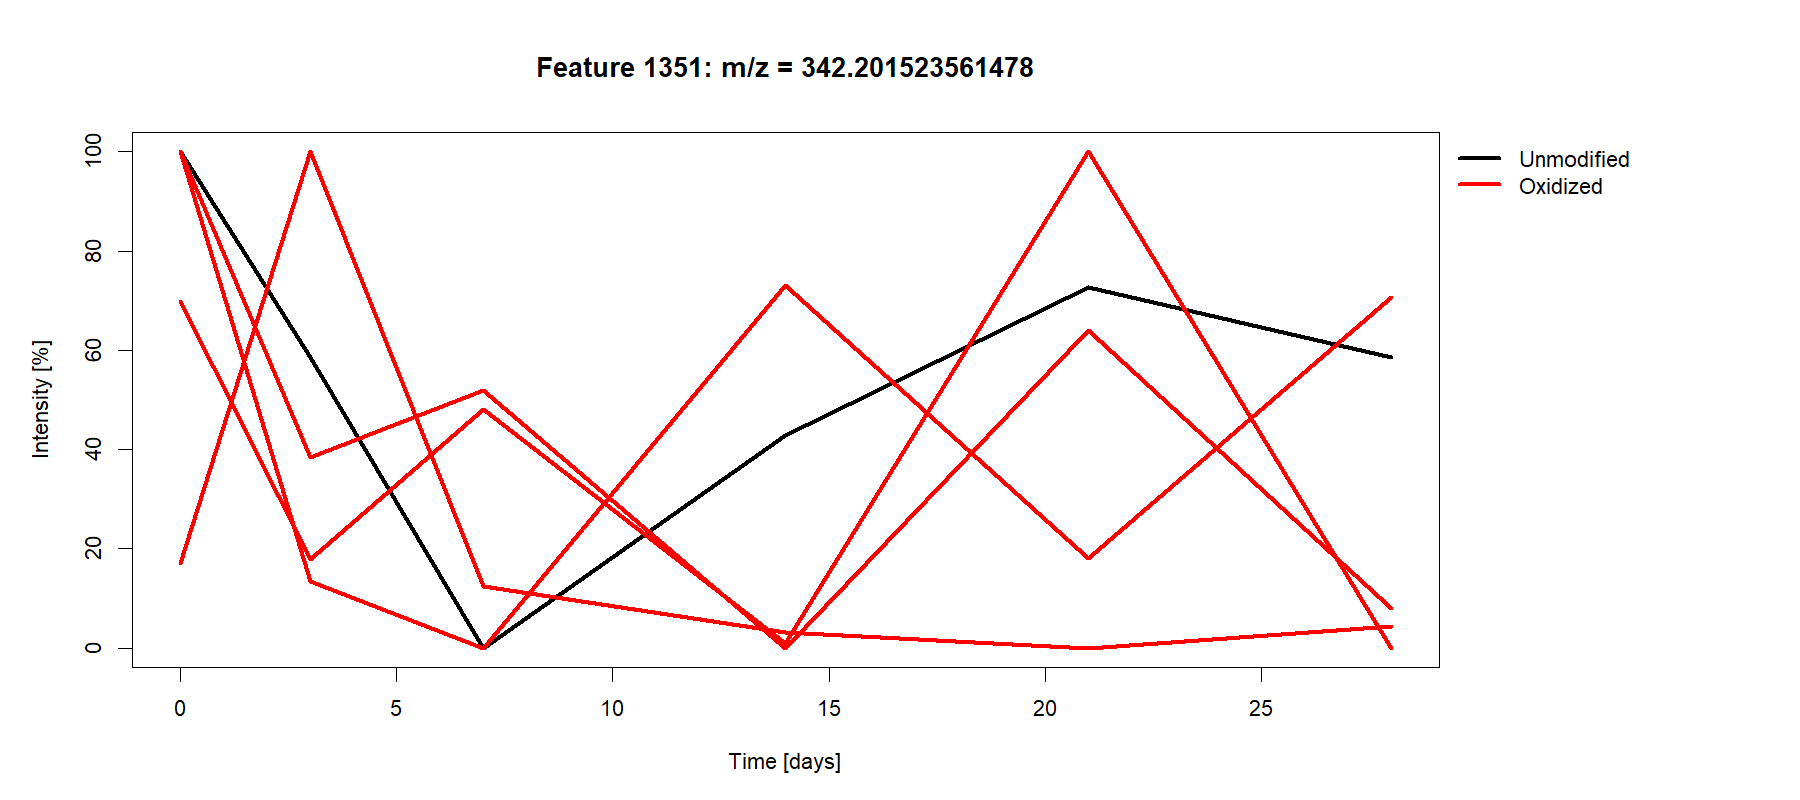 Feature 1351: m/z = 342.201523561478
Unmodified
Oxidized
Intensity [%]
100
80
60
40
20
0
0 5 10 15 20 25
Time [days]